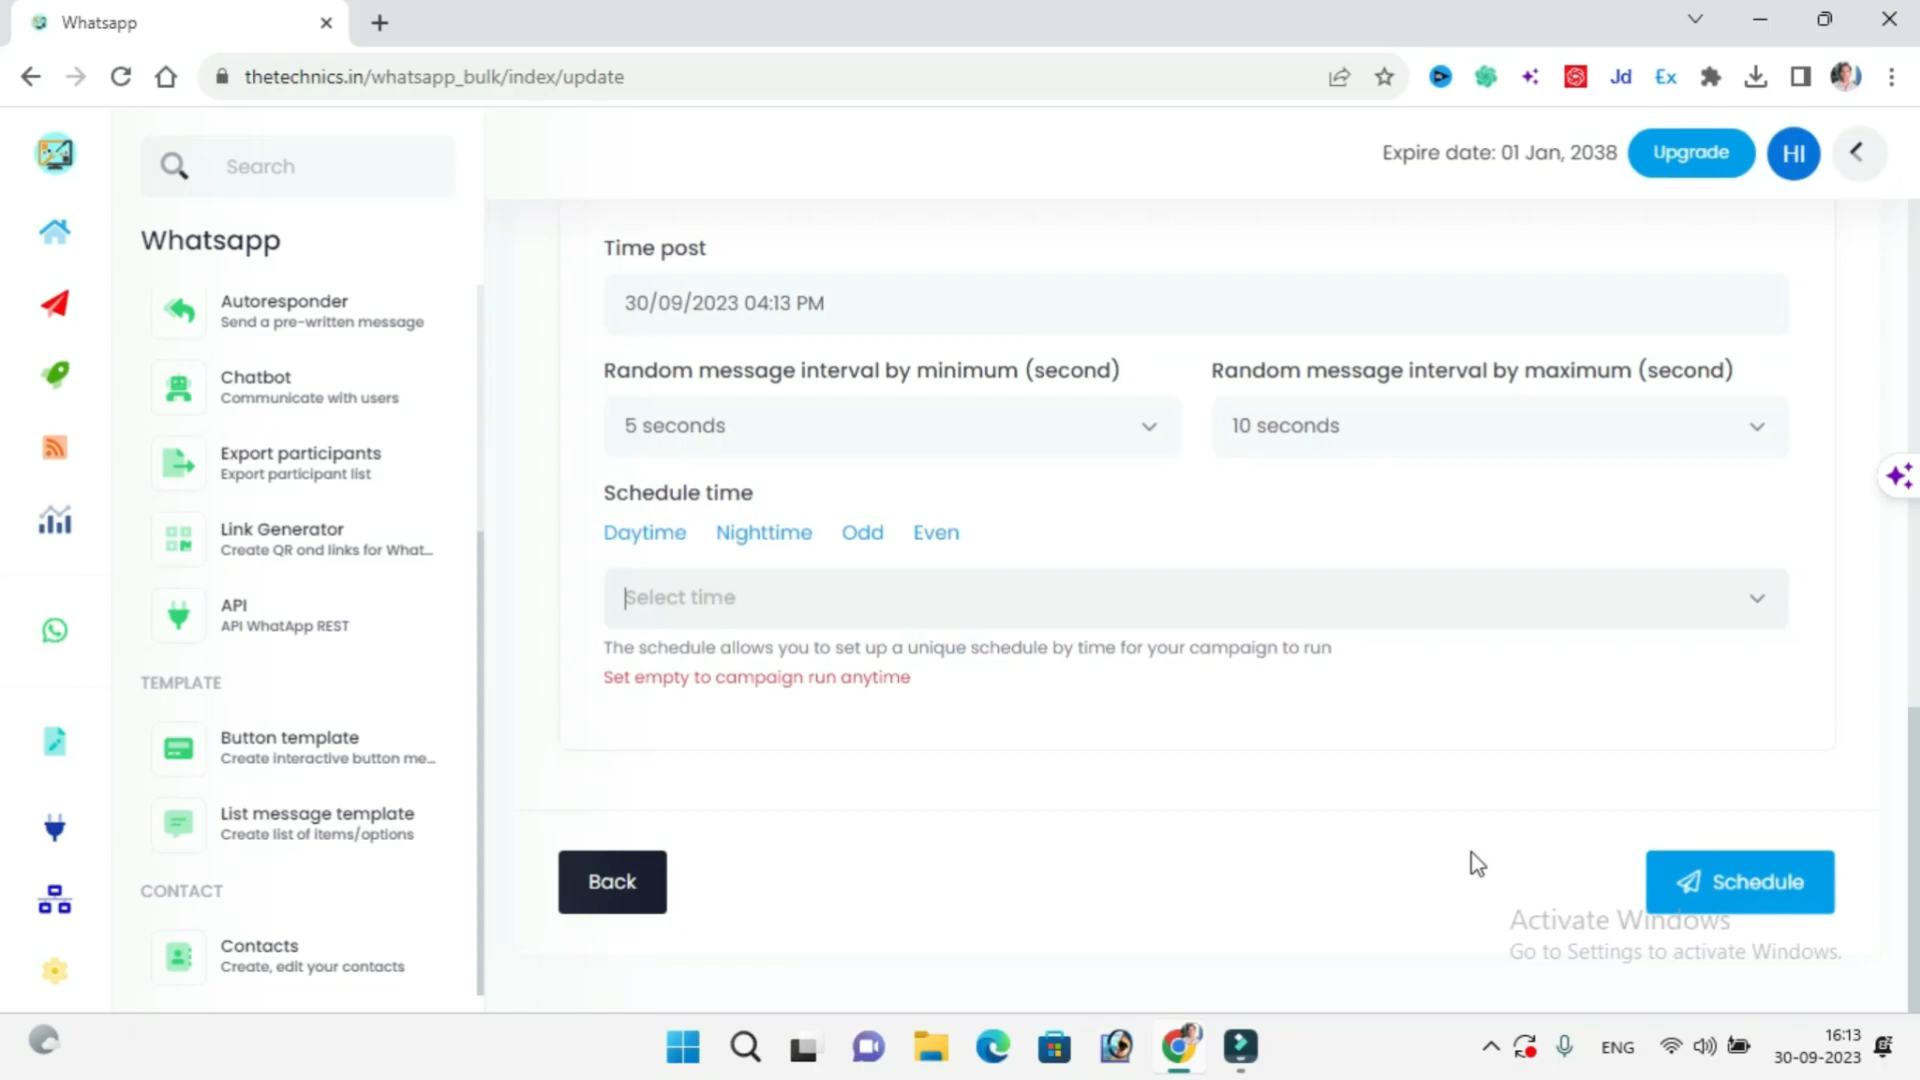 Whatsapp
thetechnics.in/whatsapp_bulk/index/update
Jd
Ex
Search
Expire date: 01 Jan, 2038
Upgrade
HI
Whatsapp
Autoresponder
Send a pre-written message
Chatbot
Communicate with users
Export participants
Export participant list
Link Generator
Create QR ond links for What...
API
API WhatApp REST
TEMPLATE
Button template
Create interactive button me...
List message template
Create list of items/options
CONTACT
Contacts
Create, edit your contacts
Time post
30/09/2023 04:13 PM
Random message interval by minimum (second)
Random message interval by maximum (second)
5 seconds
10 seconds
Schedule time
Daytime Nighttime Odd Even
Select time
The schedule allows you to set up a unique schedule by time for your campaign to run
Set empty to campaign run anytime
Back
Schedule
Activate Windows
Go to Settings to activate Windows.
ENG
16:13
30-09-2023